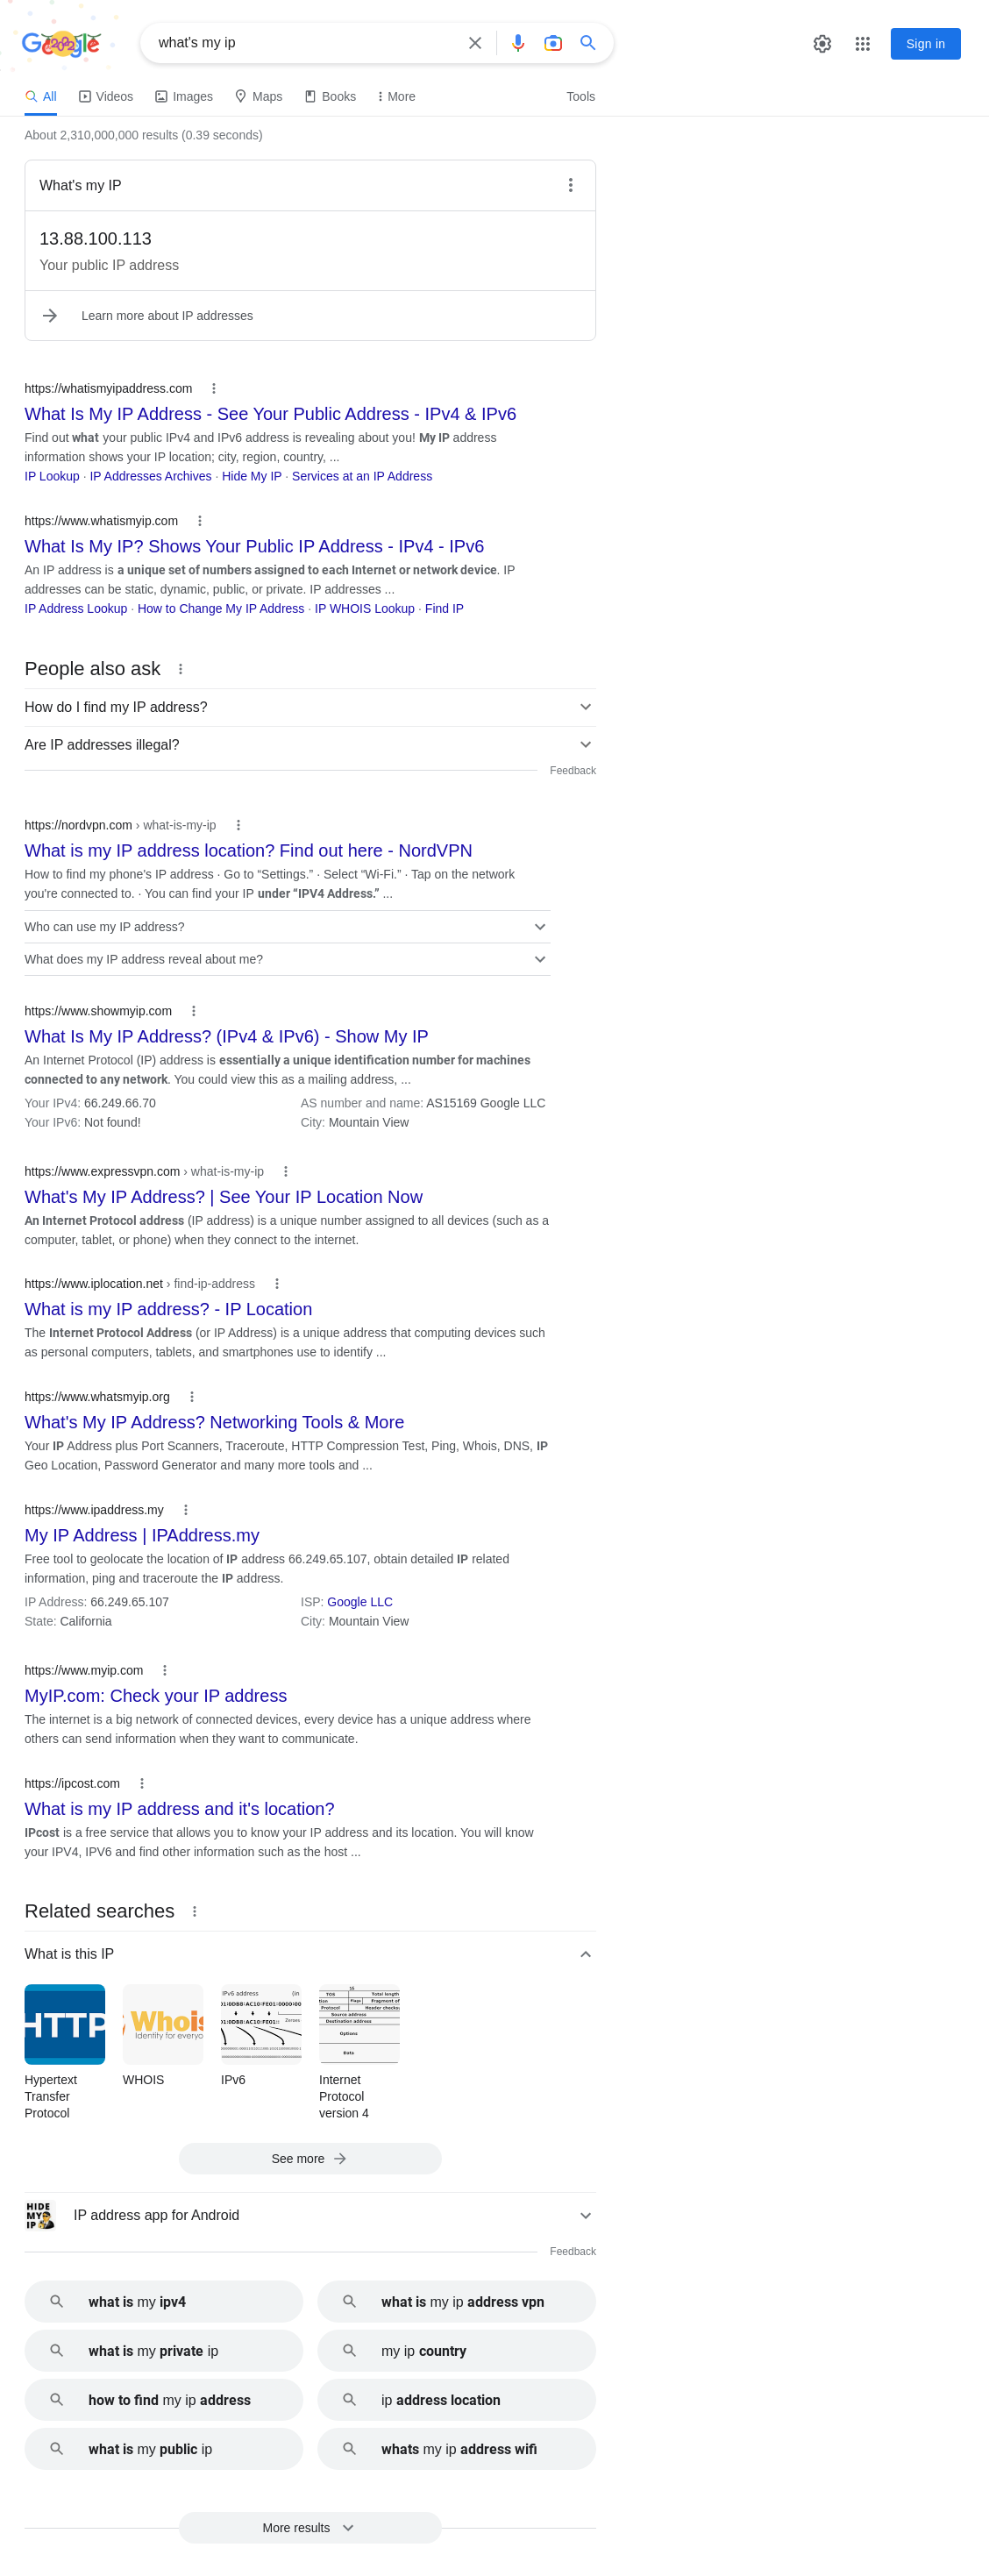 Google 2022
what's my ip
Sign in
All Videos Images Maps Books More Tools
About 2,310,000,000 results (0.39 seconds)
What's my IP
13.88.100.113
Your public IP address
Learn more about IP addresses
https://whatismyipaddress.com
What Is My IP Address - See Your Public Address - IPv4 & IPv6
Find out what your public IPv4 and IPv6 address is revealing about you! My IP address
information shows your IP location; city, region, country, ...
IP Lookup · IP Addresses Archives · Hide My IP · Services at an IP Address
https://www.whatismyip.com
What Is My IP? Shows Your Public IP Address - IPv4 - IPv6
An IP address is a unique set of numbers assigned to each Internet or network device. IP
addresses can be static, dynamic, public, or private. IP addresses ...
IP Address Lookup · How to Change My IP Address · IP WHOIS Lookup · Find IP
People also ask
How do I find my IP address?
Are IP addresses illegal?
Feedback
https://nordvpn.com › what-is-my-ip
What is my IP address location? Find out here - NordVPN
How to find my phone's IP address · Go to “Settings.” · Select “Wi-Fi.” · Tap on the network
you're connected to. · You can find your IP under “IPV4 Address.” ...
Who can use my IP address?
What does my IP address reveal about me?
https://www.showmyip.com
What Is My IP Address? (IPv4 & IPv6) - Show My IP
An Internet Protocol (IP) address is essentially a unique identification number for machines
connected to any network. You could view this as a mailing address, ...
Your IPv4: 66.249.66.70 AS number and name: AS15169 Google LLC
Your IPv6: Not found! City: Mountain View
https://www.expressvpn.com › what-is-my-ip
What's My IP Address? | See Your IP Location Now
An Internet Protocol address (IP address) is a unique number assigned to all devices (such as a
computer, tablet, or phone) when they connect to the internet.
https://www.iplocation.net › find-ip-address
What is my IP address? - IP Location
The Internet Protocol Address (or IP Address) is a unique address that computing devices such
as personal computers, tablets, and smartphones use to identify ...
https://www.whatsmyip.org
What's My IP Address? Networking Tools & More
Your IP Address plus Port Scanners, Traceroute, HTTP Compression Test, Ping, Whois, DNS, IP
Geo Location, Password Generator and many more tools and ...
https://www.ipaddress.my
My IP Address | IPAddress.my
Free tool to geolocate the location of IP address 66.249.65.107, obtain detailed IP related
information, ping and traceroute the IP address.
IP Address: 66.249.65.107 ISP: Google LLC
State: California City: Mountain View
https://www.myip.com
MyIP.com: Check your IP address
The internet is a big network of connected devices, every device has a unique address where
others can send information when they want to communicate.
https://ipcost.com
What is my IP address and it's location?
IPcost is a free service that allows you to know your IP address and its location. You will know
your IPV4, IPV6 and find other information such as the host ...
Related searches
What is this IP
HTTP
Whois
Identity for everyo
IPv6 address (in
Zeroes
TOS Total length
Flags Fragment of
Protocol Header checks
Source address
Destination address
Options
Data
Hypertext
Transfer
Protocol
WHOIS
IPv6
Internet
Protocol
version 4
See more
HIDE
MY
IP
IP address app for Android
Feedback
what is my ipv4
what is my ip address vpn
what is my private ip
my ip country
how to find my ip address
ip address location
what is my public ip
whats my ip address wifi
More results